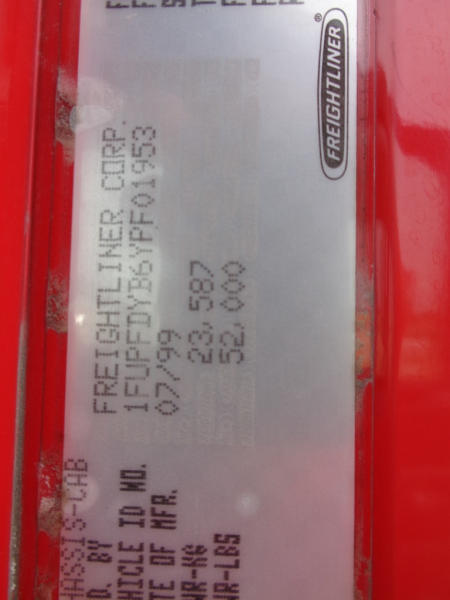 HASSIS-CAB
D. BY FREIGHTLINER CORP.
HICLE ID NO. 1FUPFDYB6YPF01953
TE OF MFR. 07/99
WR-KG 23,587
WR-LBS 52,000
FREIGHTLINER